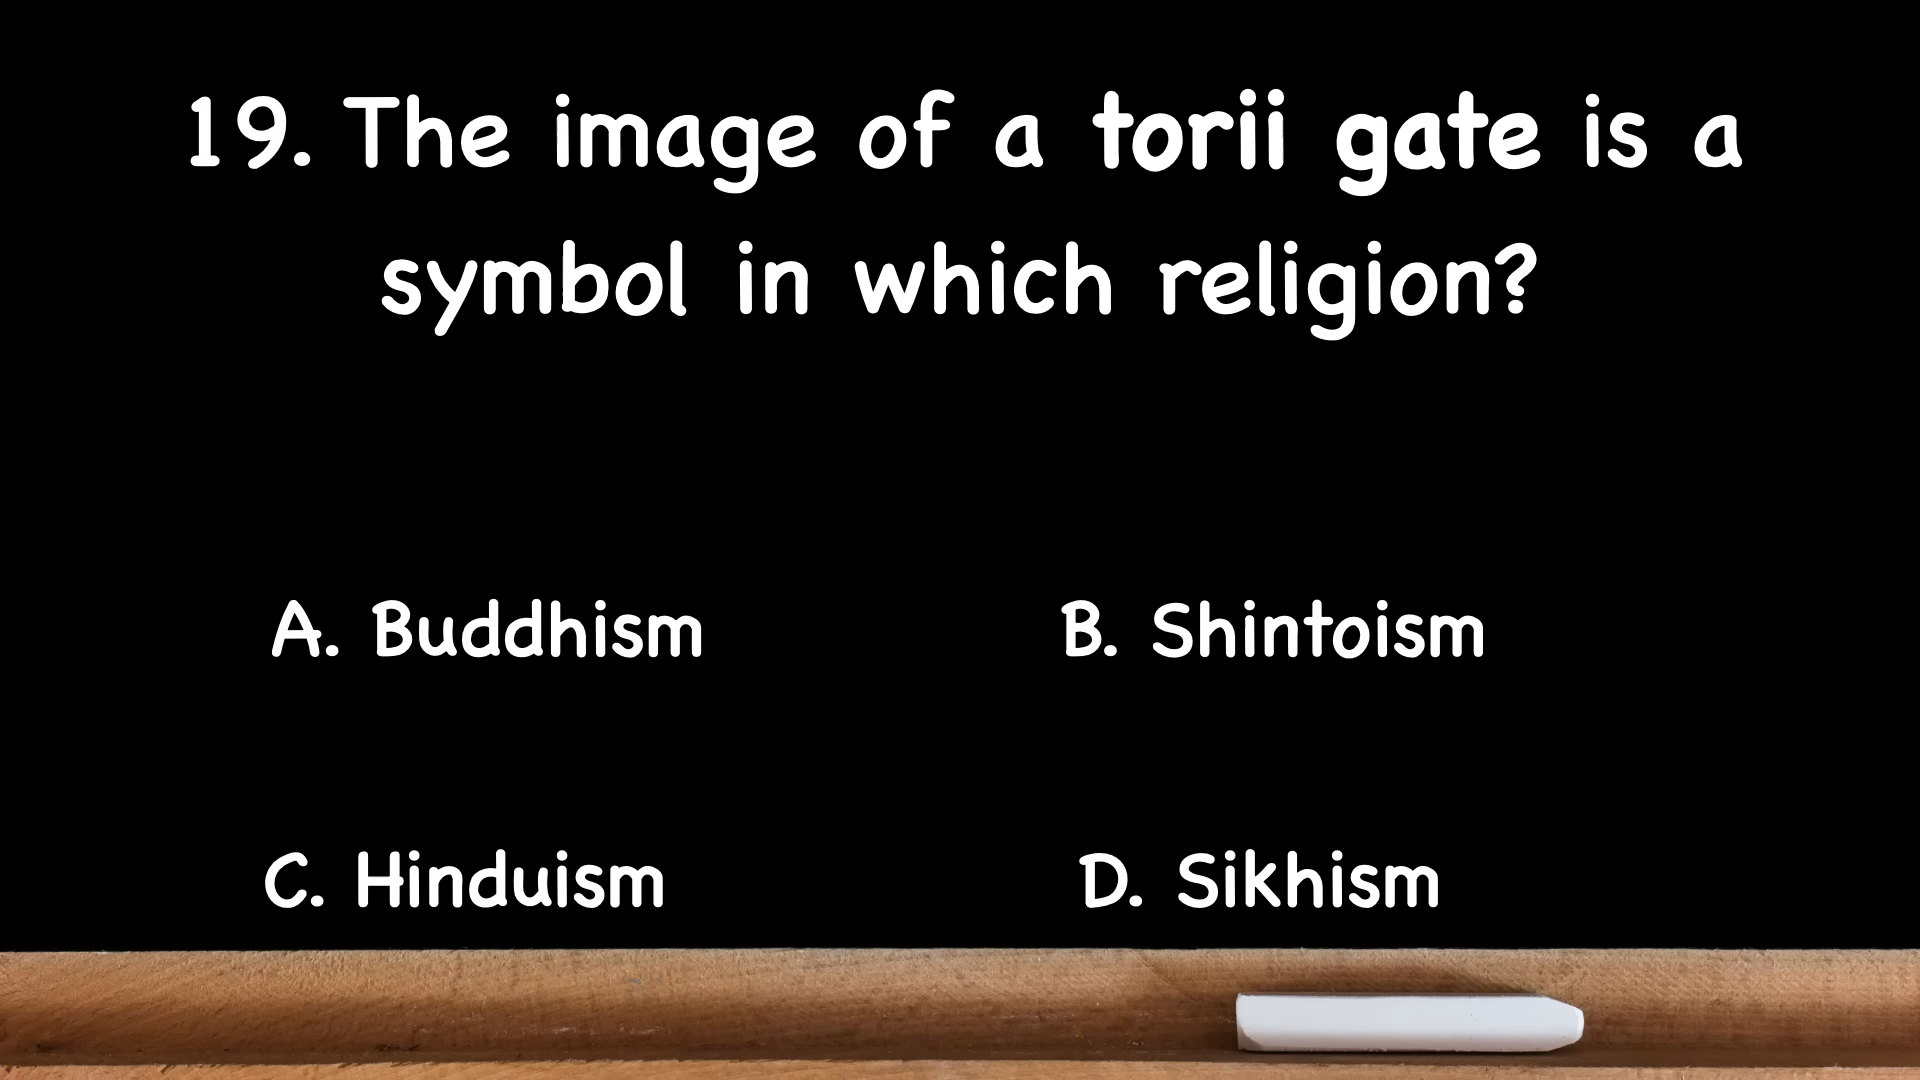 19. The image of a torii gate is a
symbol in which religion?
A. Buddhism
B. Shintoism
C. Hinduism
D. Sikhism